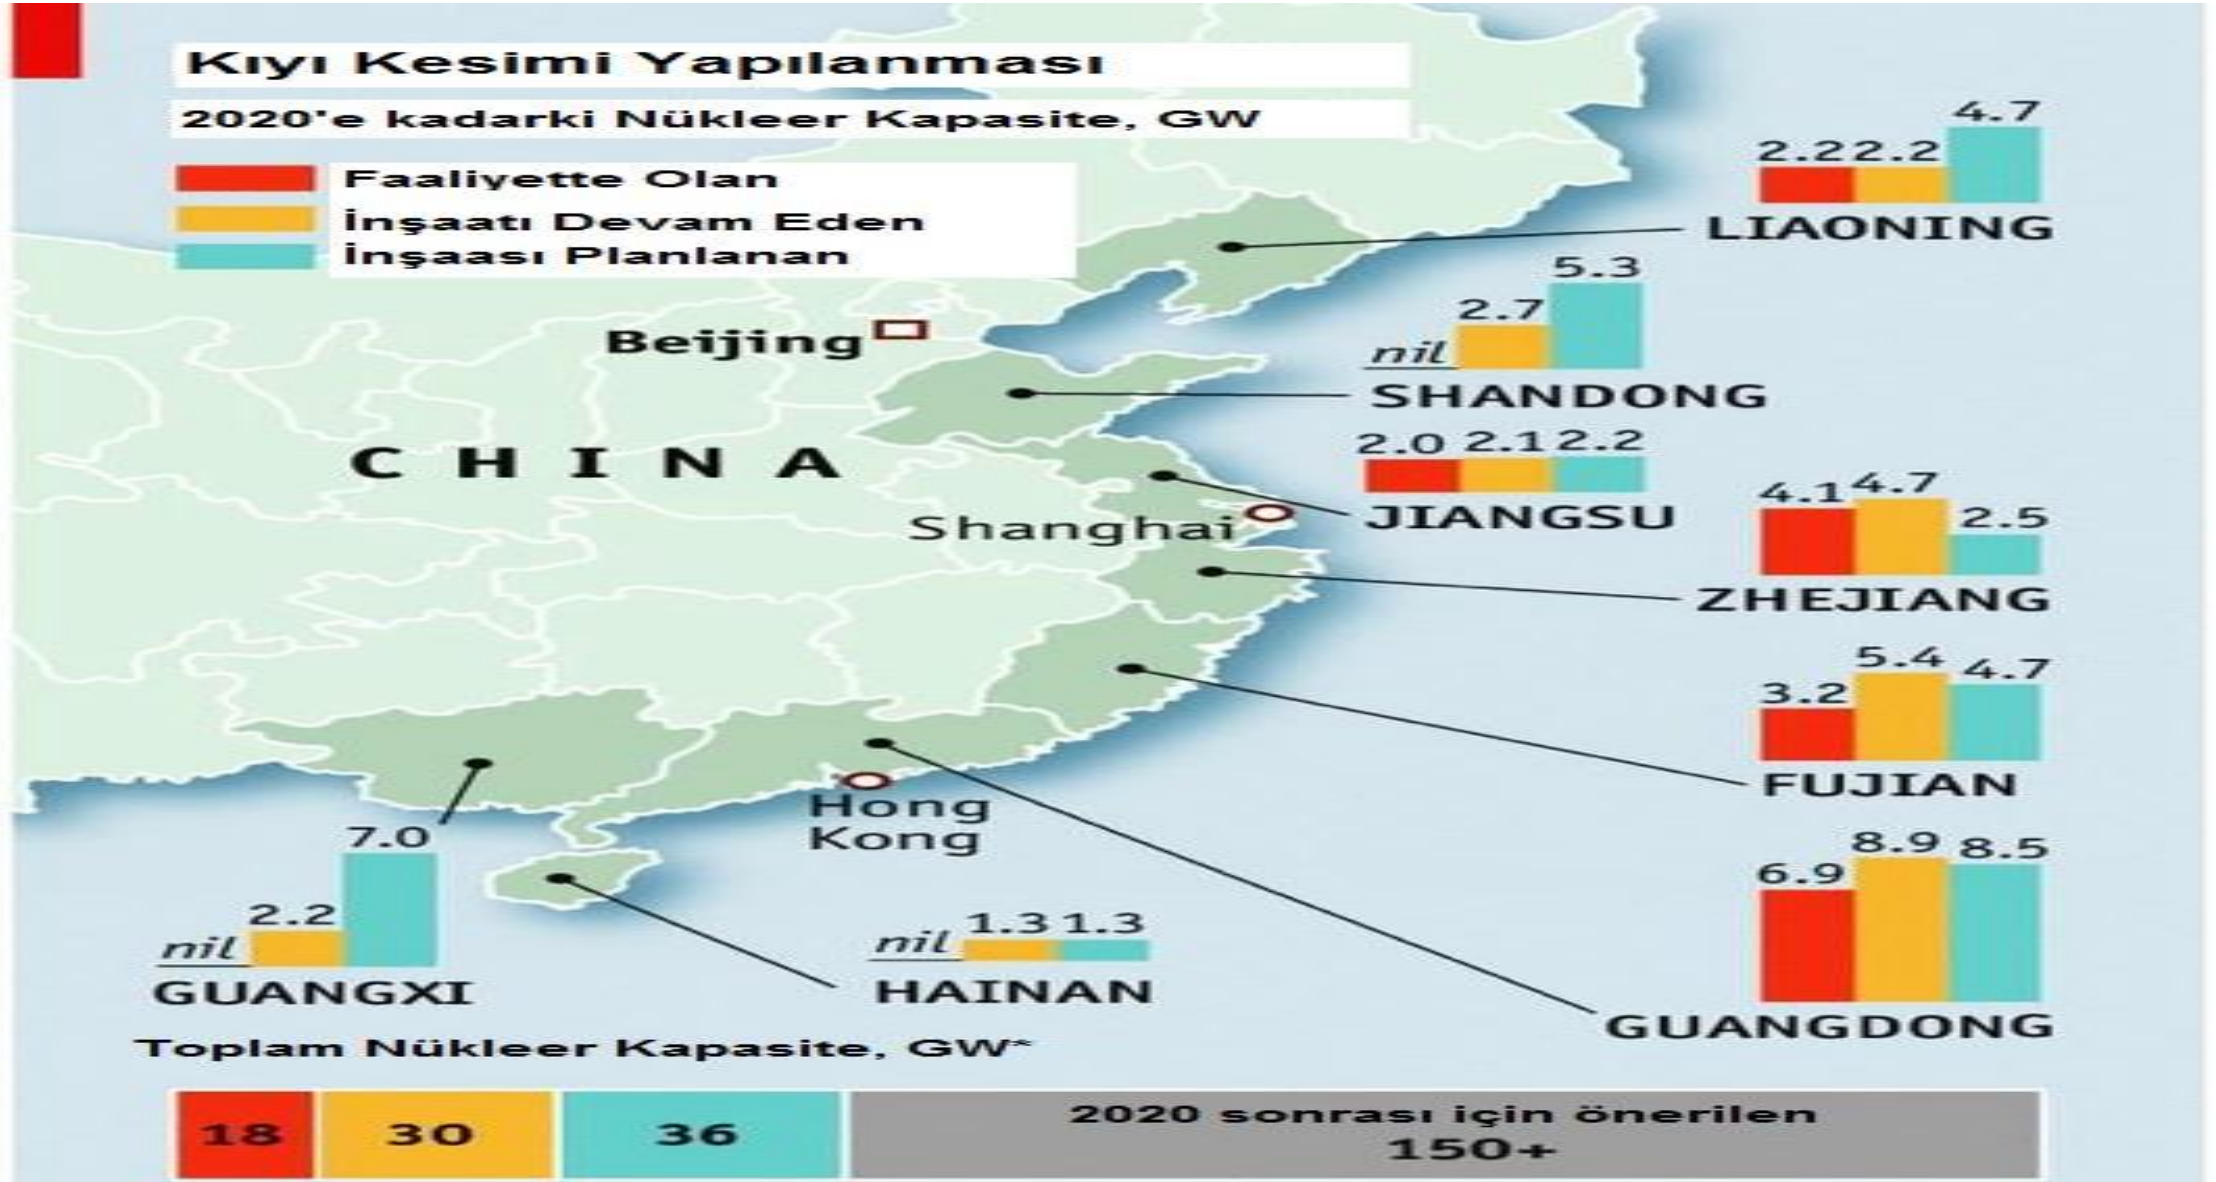 Kıyı Kesimi Yapılanması
2020'e kadarki Nükleer Kapasite, GW
Faaliyette Olan
İnşaatı Devam Eden
İnşaası Planlanan
4.7
2.2 2.2
LIAONING
5.3
2.7
nil
SHANDONG
Beijing
CHINA
2.0 2.1 2.2
JIANGSU
Shanghai
4.1 4.7
2.5
ZHEJIANG
5.4 4.7
3.2
FUJIAN
Hong
Kong
8.9 8.5
6.9
GUANGDONG
7.0
2.2
nil
GUANGXI
nil 1.3 1.3
HAINAN
Toplam Nükleer Kapasite, GW*
18 30 36
2020 sonrası için önerilen
150+